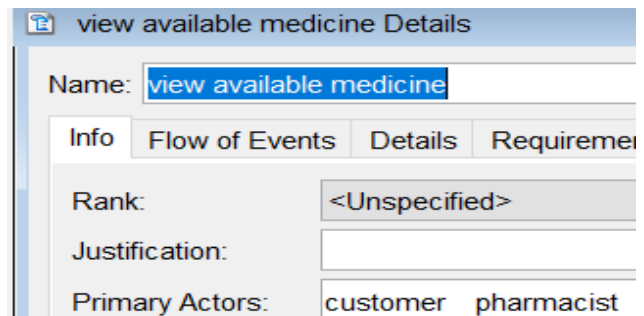 view available medicine Details
Name: view available medicine
Info Flow of Events Details
Rank: <Unspecified>
Justification:
Primary Actors: customer pharmacist